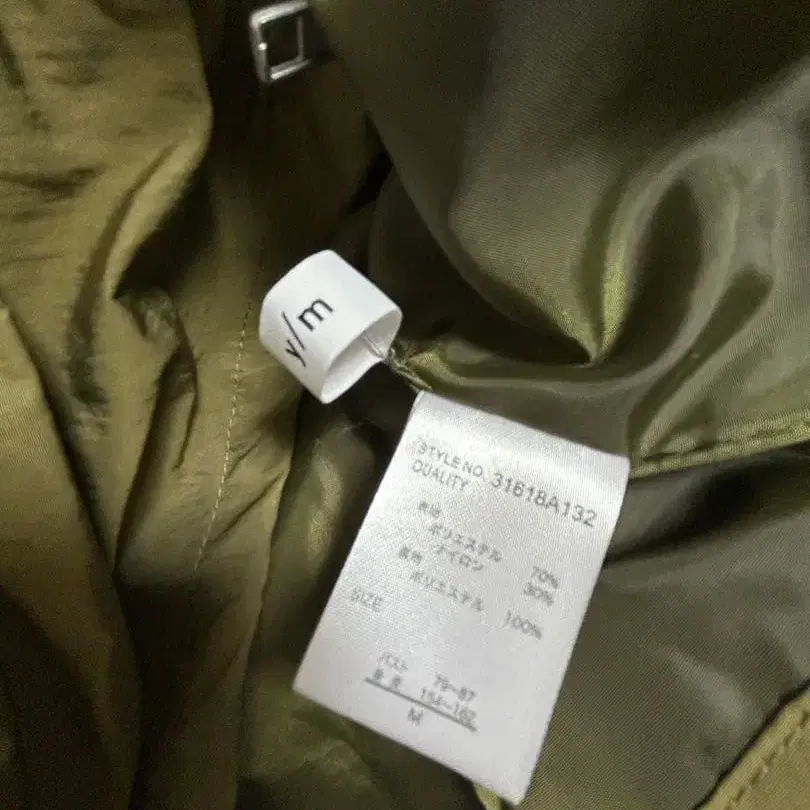 y/m
STYLE NO. 31618A132
QUALITY
表地
ポリエステル 70%
ナイロン 30%
裏地
ポリエステル 100%
SIZE
バスト 79~87
身長 154~162
M